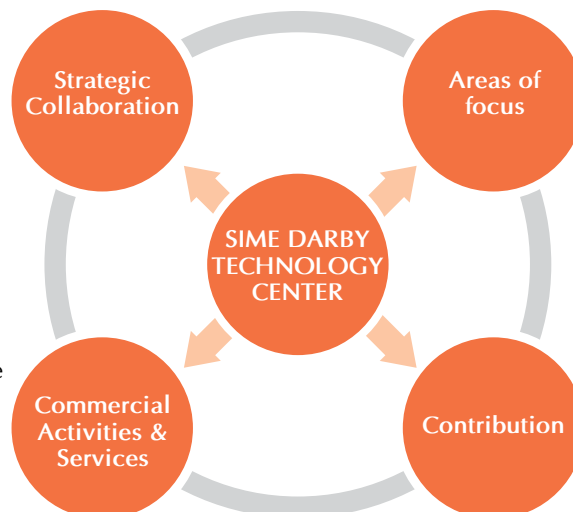 Strategic
Collaboration
Areas of
focus
SIME DARBY
TECHNOLOGY
CENTER
e
Commercial
Activities &
Services
Contribution